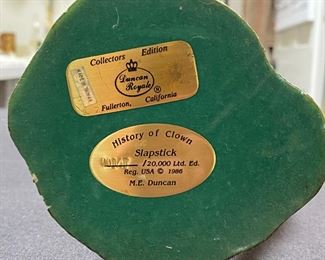 Collectors Edition
Duncan
Royale ®
Fullerton, California
History of Clown
Slapstick
/20,000 Ltd. Ed.
Reg. USA © 1986
M.E. Duncan